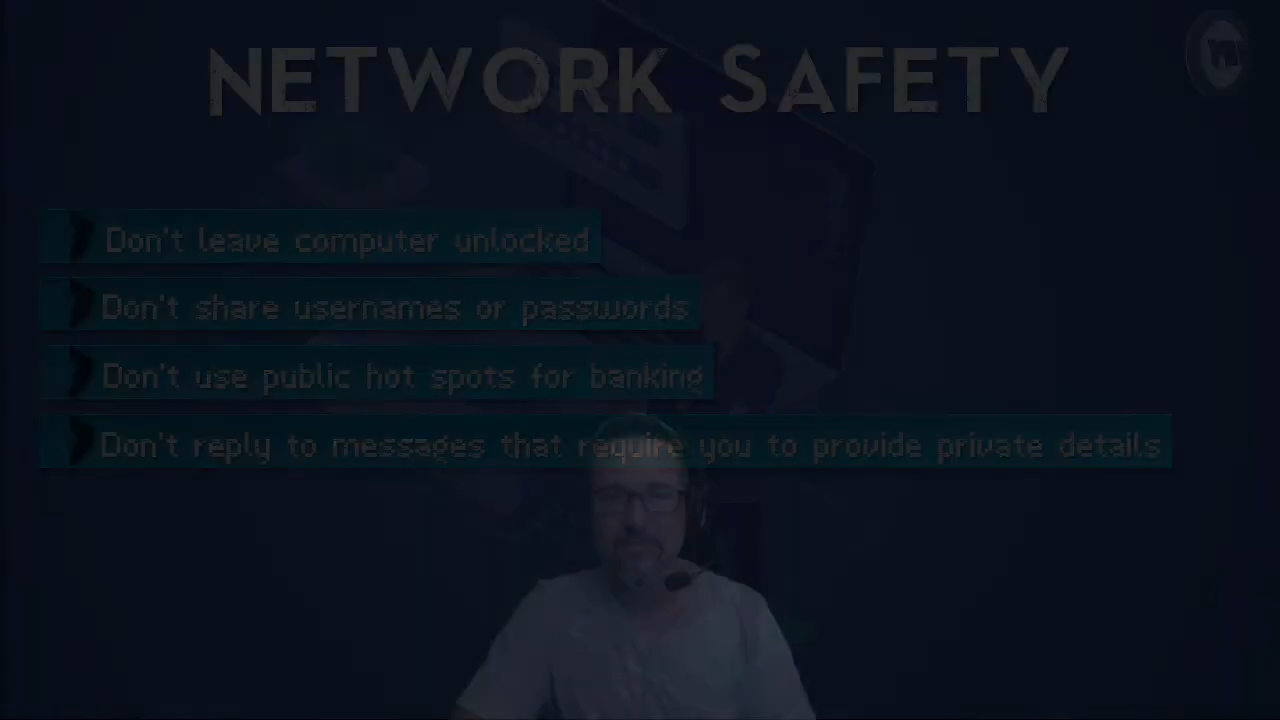 NETWORK SAFETY
Don't leave computer unlocked
Don't share usernames or passwords
Don't use public hot spots for banking
Don't reply to messages that require you to provide private details